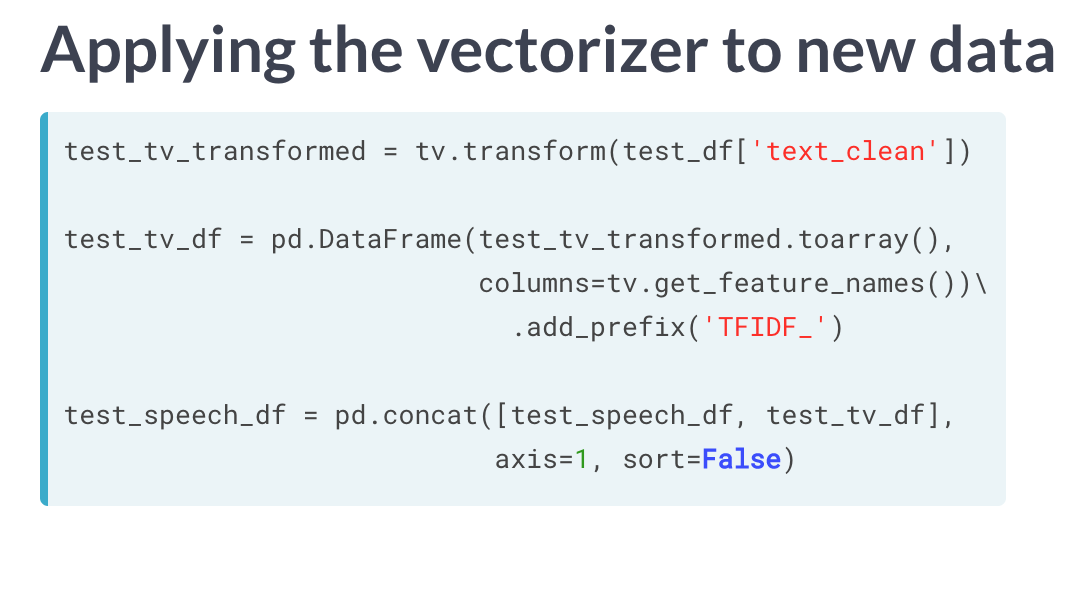 Applying the vectorizer to new data
test_tv_transformed = tv.transform(test_df['text_clean'])
test_tv_df = pd.DataFrame(test_tv_transformed.toarray(),
columns=tv.get_feature_names())\
.add_prefix('TFIDF_')
test_speech_df = pd.concat([test_speech_df, test_tv_df],
axis=1, sort=False)